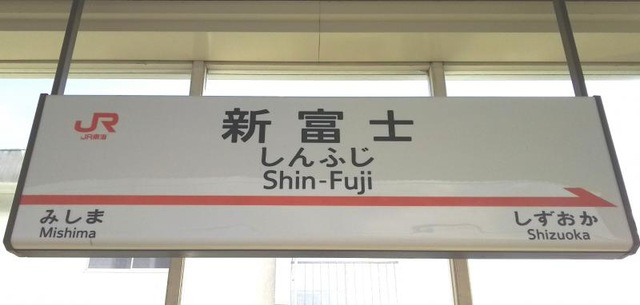 JR
JR東海
新富士
しんふじ
Shin-Fuji
みしま
Mishima
しずおか
Shizuoka